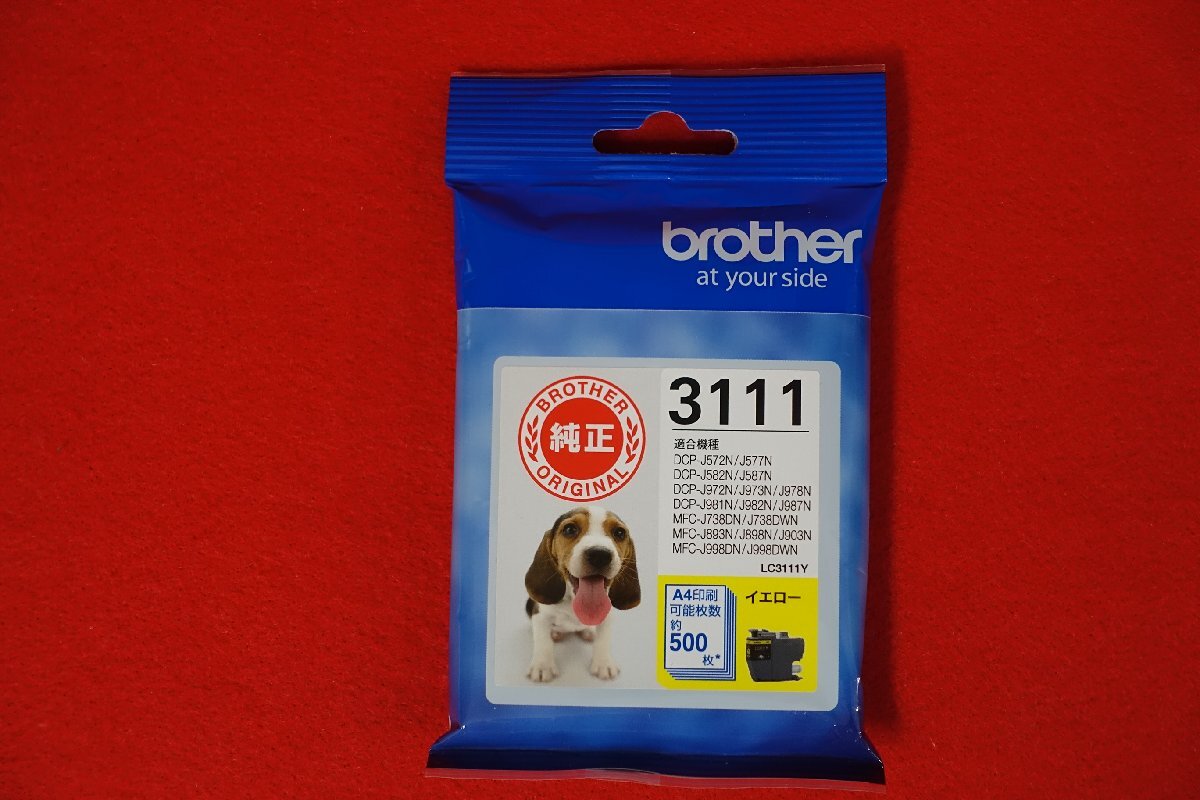 brother
at your side
BROTHER
純正
ORIGINAL
3111
適合機種
DCP-J572N/J577N
DCP-J582N/J587N
DCP-J972N/J973N/J978N
DCP-J981N/J982N/J987N
MFC-J738DN/J738DWN
MFC-J893N/J898N/J903N
MFC-J998DN/J998DWN
LC3111Y
A4印刷
可能枚数
約
500
枚*
イエロー